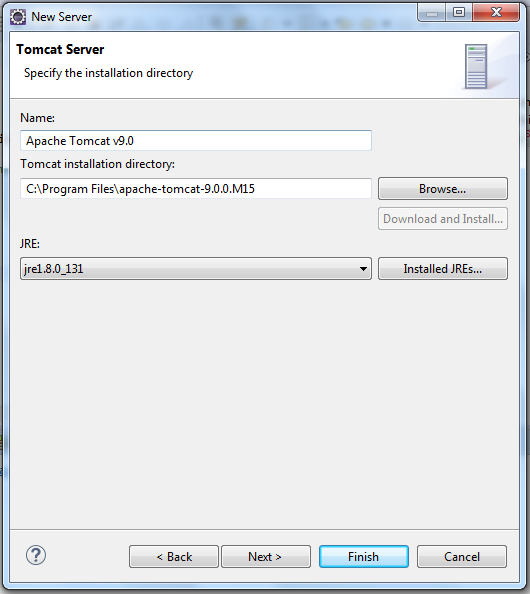 New Server
Tomcat Server
Specify the installation directory
Name:
Apache Tomcat v9.0
Tomcat installation directory:
C:\Program Files\apache-tomcat-9.0.0.M15
Browse...
Download and Install...
JRE:
jre1.8.0_131
Installed JREs...
?
< Back
Next >
Finish
Cancel